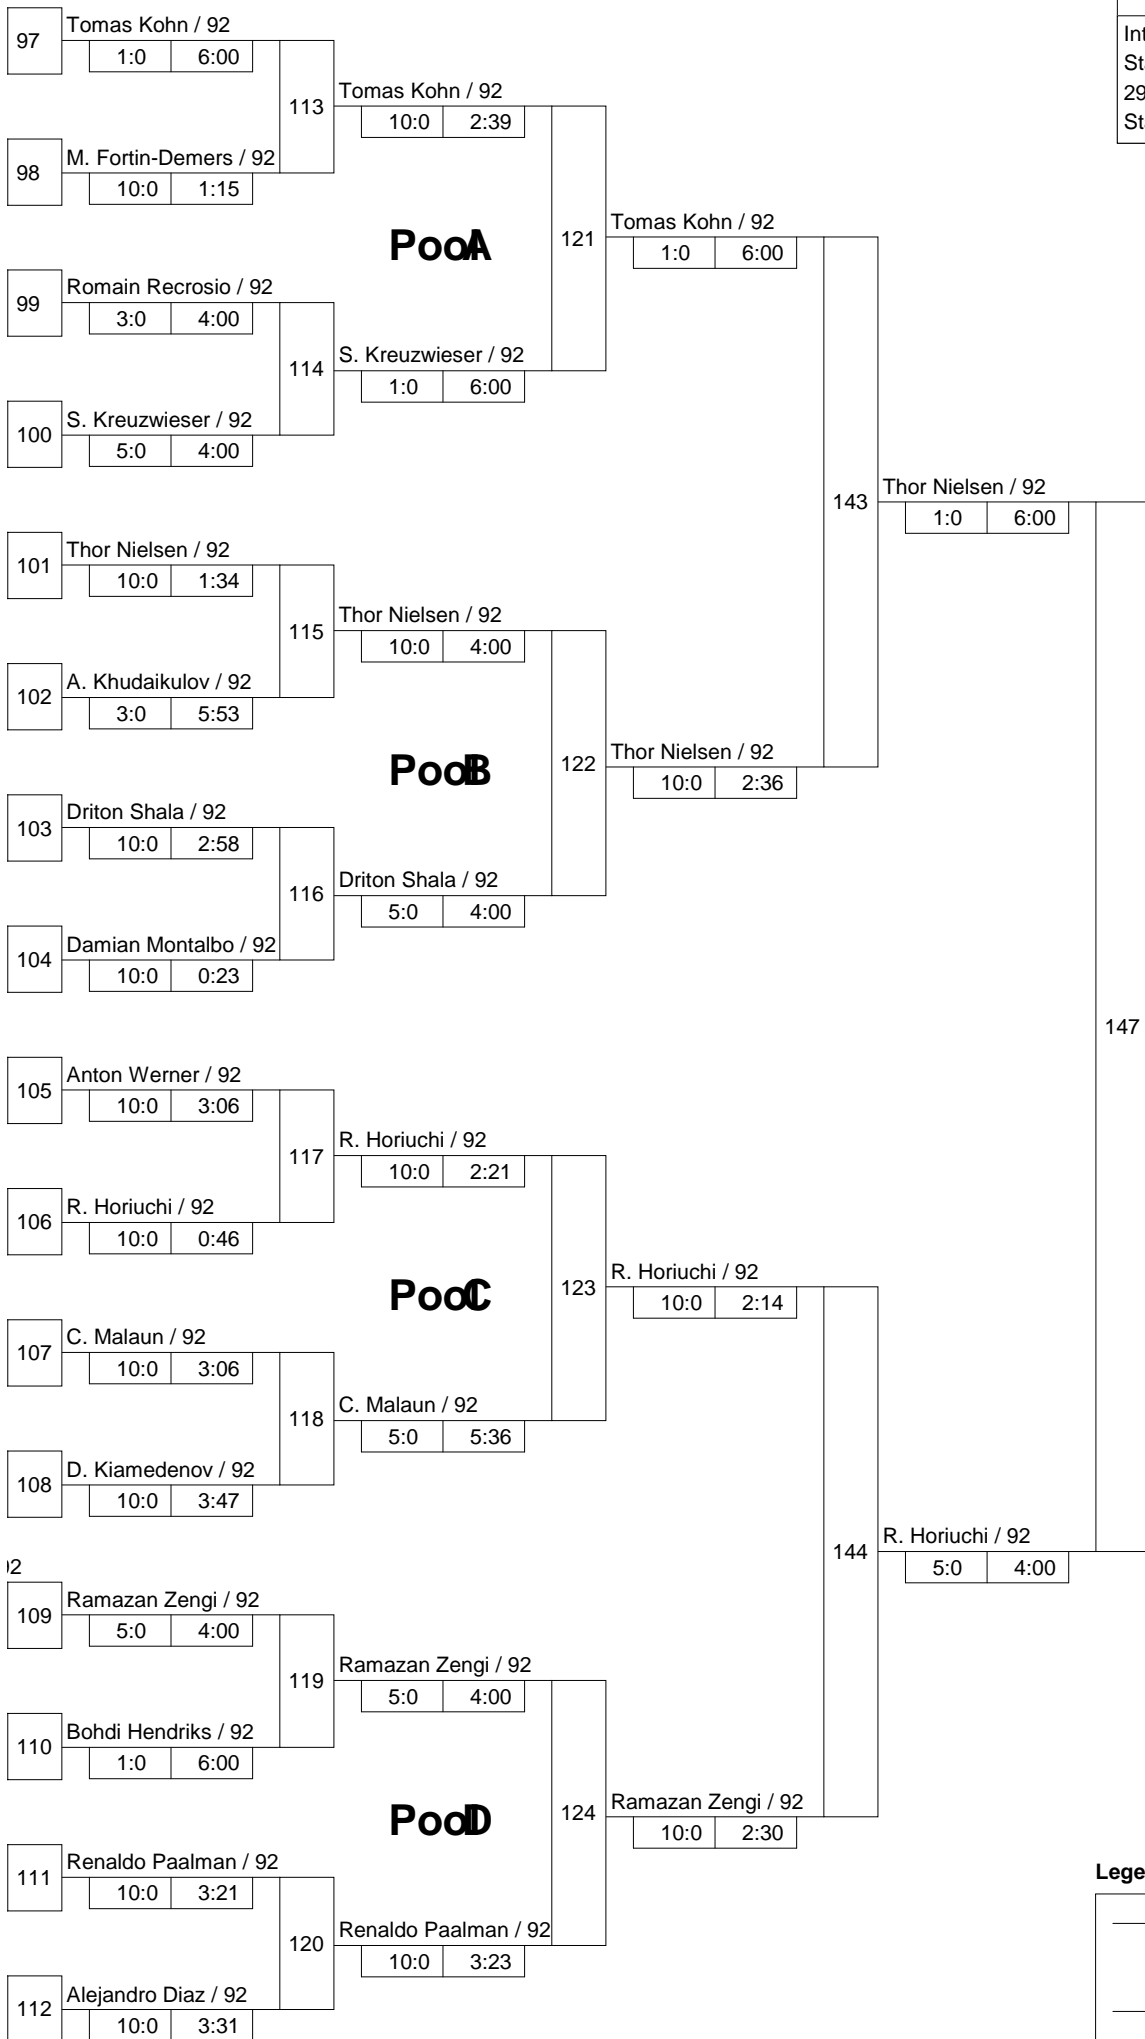 97
Tomas Kohn / 92
1:0 6:00
113
Tomas Kohn / 92
10:0 2:39
98
M. Fortin-Demers / 92
10:0 1:15
Pool A
121
Tomas Kohn / 92
1:0 6:00
99
Romain Recrosio / 92
3:0 4:00
114
S. Kreuzwieser / 92
1:0 6:00
100
S. Kreuzwieser / 92
5:0 4:00
143
Thor Nielsen / 92
1:0 6:00
101
Thor Nielsen / 92
10:0 1:34
115
Thor Nielsen / 92
10:0 4:00
102
A. Khudaikulov / 92
3:0 5:53
Pool B
122
Thor Nielsen / 92
10:0 2:36
103
Driton Shala / 92
10:0 2:58
116
Driton Shala / 92
5:0 4:00
104
Damian Montalbo / 92
10:0 0:23
147
105
Anton Werner / 92
10:0 3:06
117
R. Horiuchi / 92
10:0 2:21
106
R. Horiuchi / 92
10:0 0:46
Pool C
123
R. Horiuchi / 92
10:0 2:14
107
C. Malaun / 92
10:0 3:06
118
C. Malaun / 92
5:0 5:36
108
D. Kiamedenov / 92
10:0 3:47
144
R. Horiuchi / 92
5:0 4:00
109
Ramazan Zengi / 92
5:0 4:00
119
Ramazan Zengi / 92
5:0 4:00
110
Bohdi Hendriks / 92
1:0 6:00
Pool D
124
Ramazan Zengi / 92
10:0 2:30
111
Renaldo Paalman / 92
10:0 3:21
120
Renaldo Paalman / 92
10:0 3:23
112
Alejandro Diaz / 92
10:0 3:31
Int
St
29
St
Lege